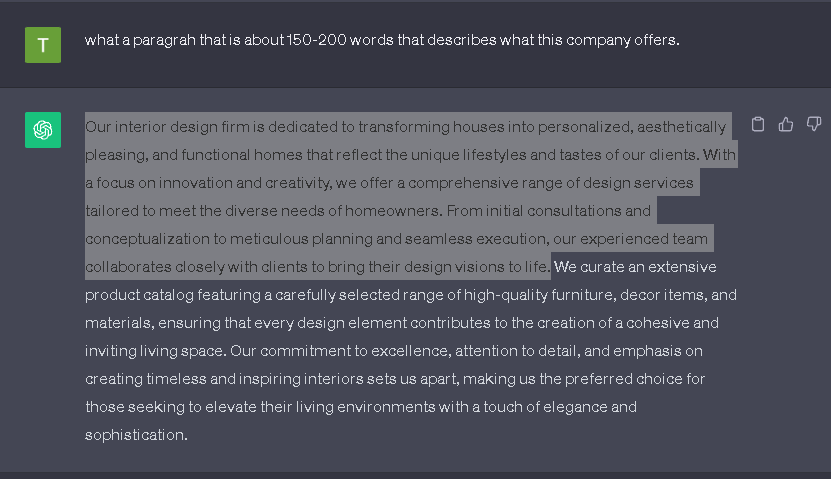 T
what a paragrah that is about 150-200 words that describes what this company offers.
Our interior design firm is dedicated to transforming houses into personalized, aesthetically
pleasing, and functional homes that reflect the unique lifestyles and tastes of our clients. With
a focus on innovation and creativity, we offer a comprehensive range of design services
tailored to meet the diverse needs of homeowners. From initial consultations and
conceptualization to meticulous planning and seamless execution, our experienced team
collaborates closely with clients to bring their design visions to life. We curate an extensive
product catalog featuring a carefully selected range of high-quality furniture, decor items, and
materials, ensuring that every design element contributes to the creation of a cohesive and
inviting living space. Our commitment to excellence, attention to detail, and emphasis on
creating timeless and inspiring interiors sets us apart, making us the preferred choice for
those seeking to elevate their living environments with a touch of elegance and
sophistication.